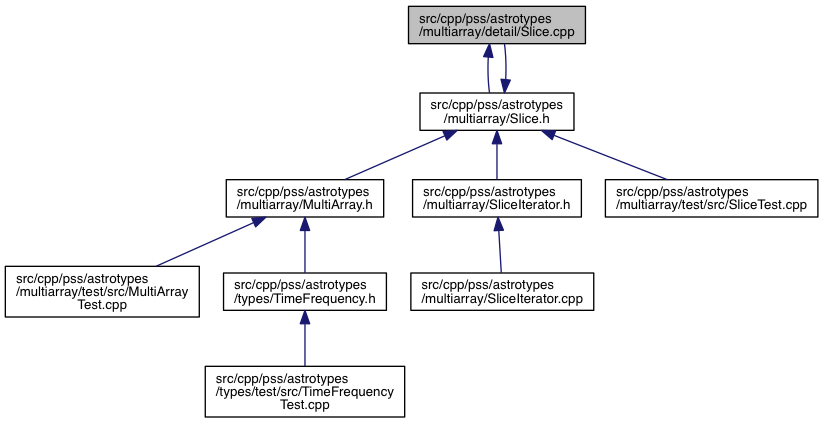 src/cpp/pss/astrotypes
/multiarray/detail/Slice.cpp
src/cpp/pss/astrotypes
/multiarray/Slice.h
src/cpp/pss/astrotypes
/multiarray/MultiArray.h
src/cpp/pss/astrotypes
/multiarray/SliceIterator.h
src/cpp/pss/astrotypes
/multiarray/test/src/SliceTest.cpp
src/cpp/pss/astrotypes
/multiarray/test/src/MultiArray
Test.cpp
src/cpp/pss/astrotypes
/types/TimeFrequency.h
src/cpp/pss/astrotypes
/multiarray/SliceIterator.cpp
src/cpp/pss/astrotypes
/types/test/src/TimeFrequency
Test.cpp